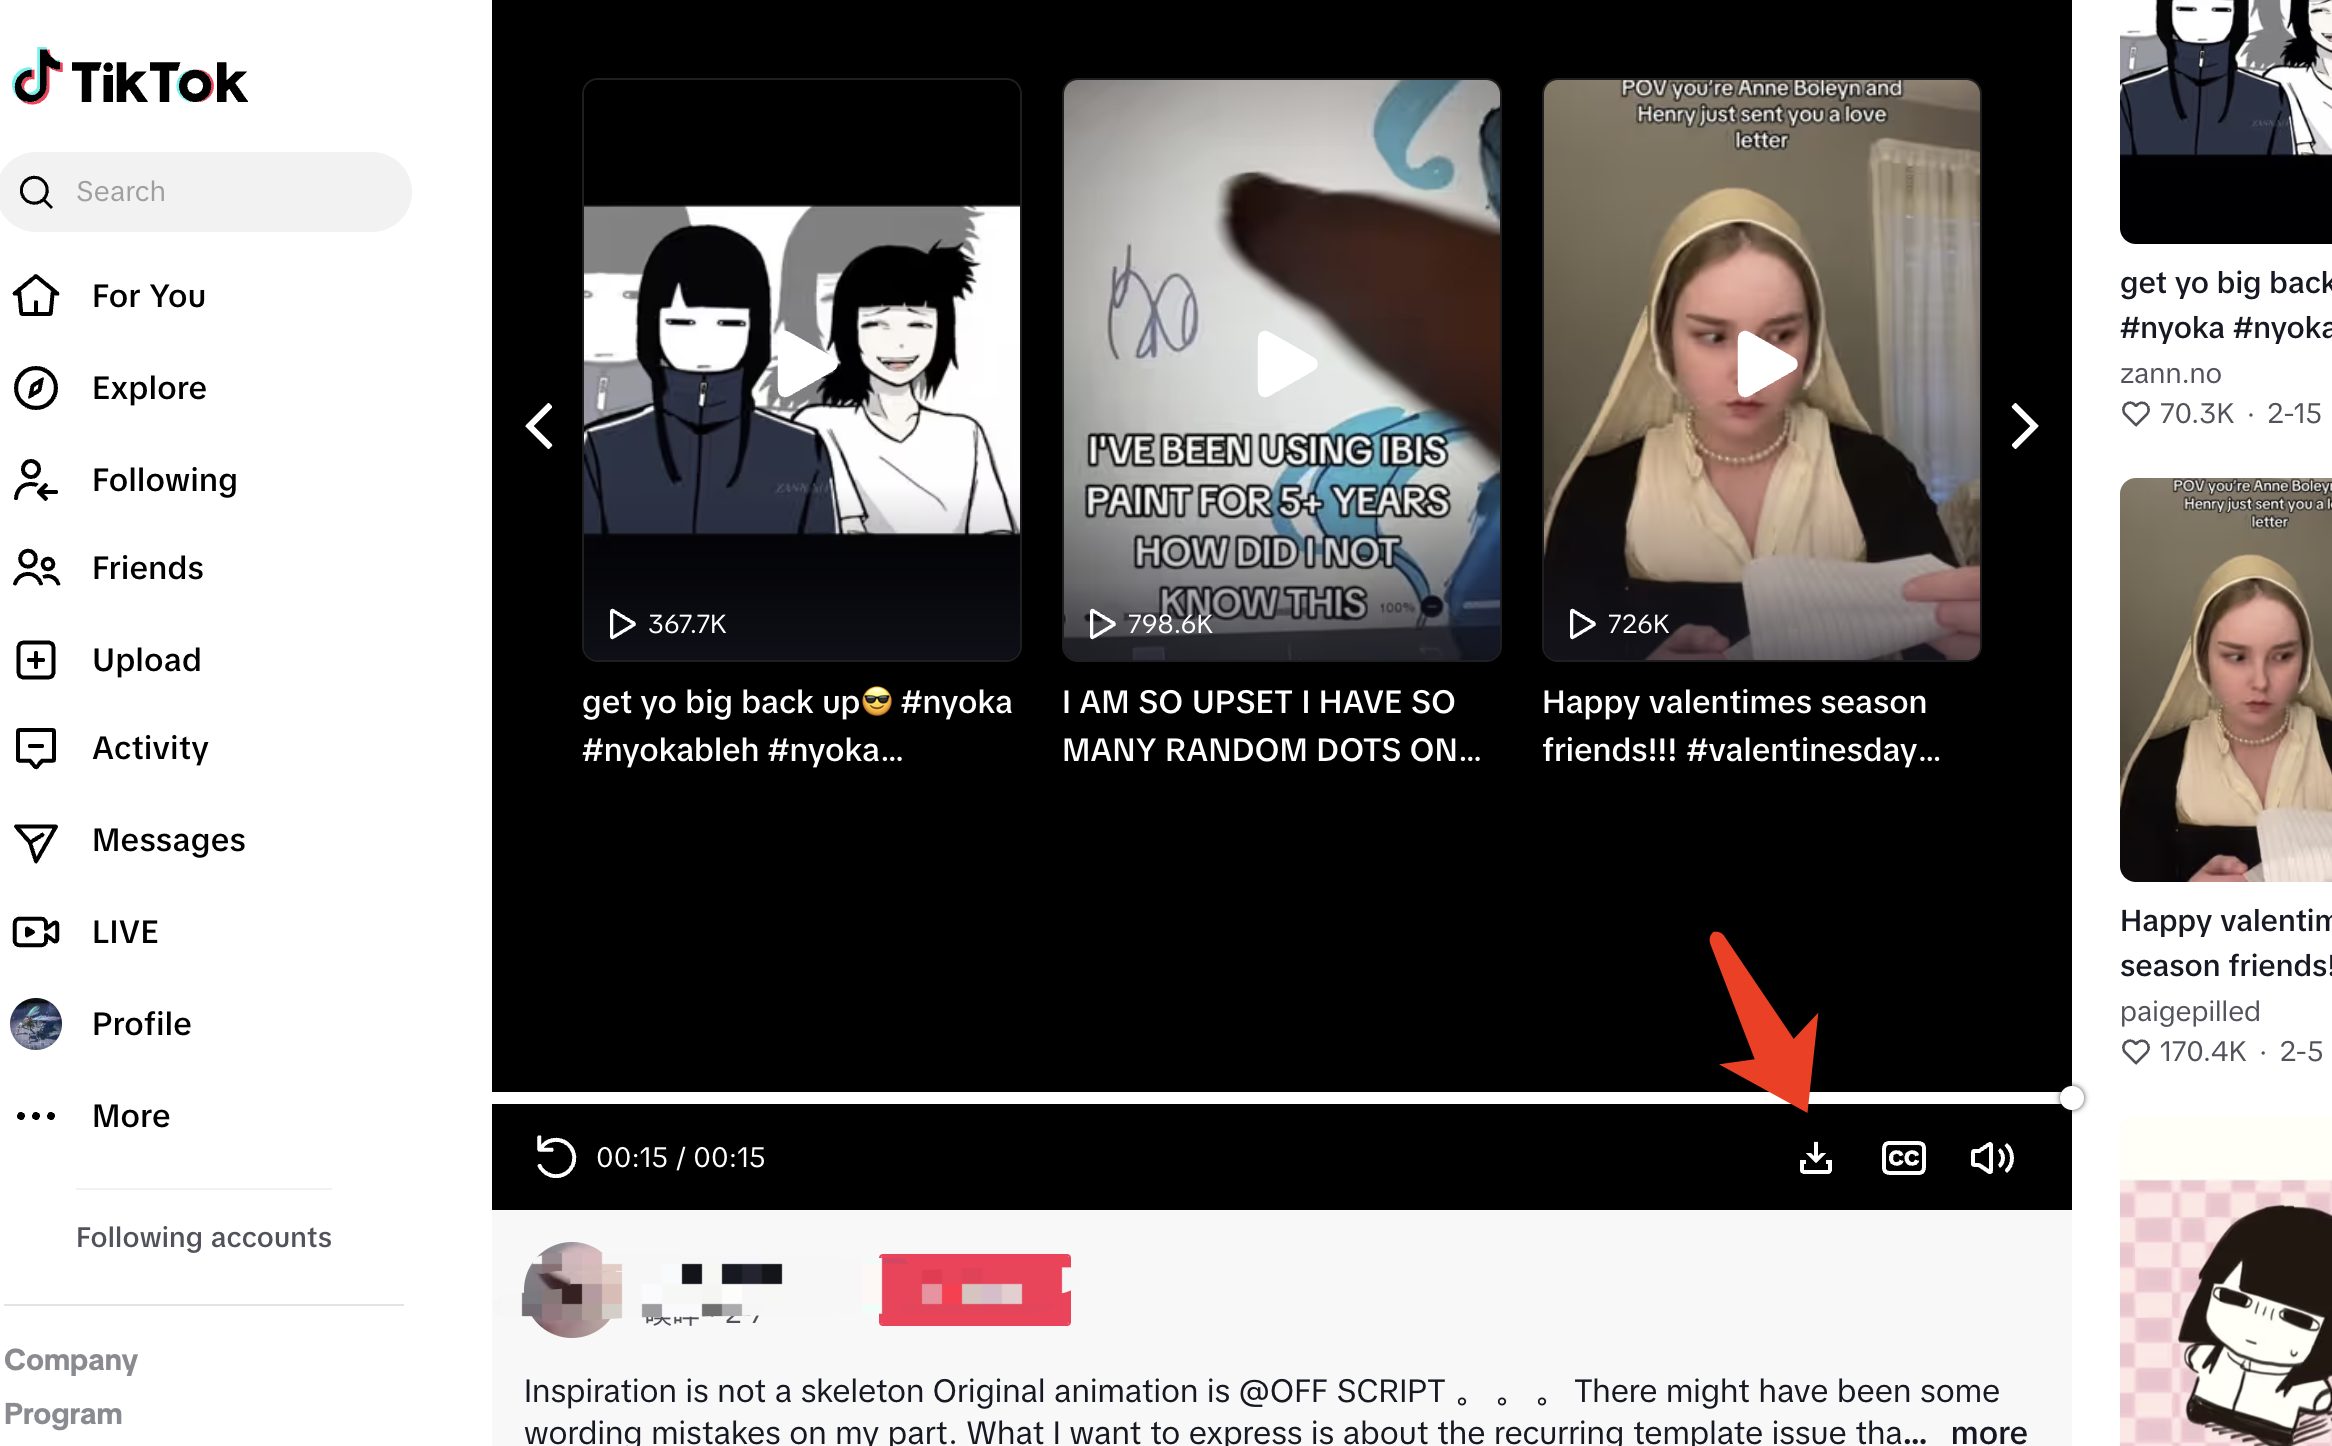 TikTok
Search
For You
Explore
Following
Friends
Upload
Activity
Messages
LIVE
Profile
More
Following accounts
Company
Program
I'VE BEEN USING IBIS
PAINT FOR 5+ YEARS
HOW DID I NOT
KNOW THIS
100%
POV you're Anne Boleyn and
Henry just sent you a love
letter
367.7K
798.6K
726K
get yo big back up😎 #nyoka
#nyokableh #nyoka...
I AM SO UPSET I HAVE SO
MANY RANDOM DOTS ON...
Happy valentimes season
friends!!! #valentinesday...
00:15 / 00:15
CC
Inspiration is not a skeleton Original animation is @OFF SCRIPT 。 。 。 There might have been some
wording mistakes on my part. What I want to express is about the recurring template issue tha... more
get yo big back
#nyoka #nyoka
zann.no
70.3K · 2-15
POV you're Anne Boleyn
Henry just sent you a
letter
Happy valentim
season friends!
paigepilled
170.4K · 2-5